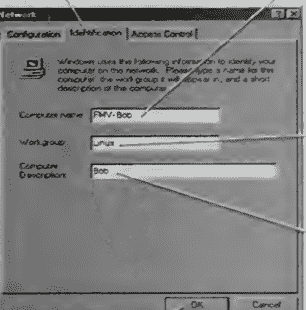 Network
Configuration Identification Access Control
Windows uses the following information to identify your
computer on the network. Please type a name for this
computer, the workgroup it will appear in, and a short
description of the computer.
Computer name: FMV-Bob
Workgroup: Linux
Computer
Description: Bob
OK Cancel